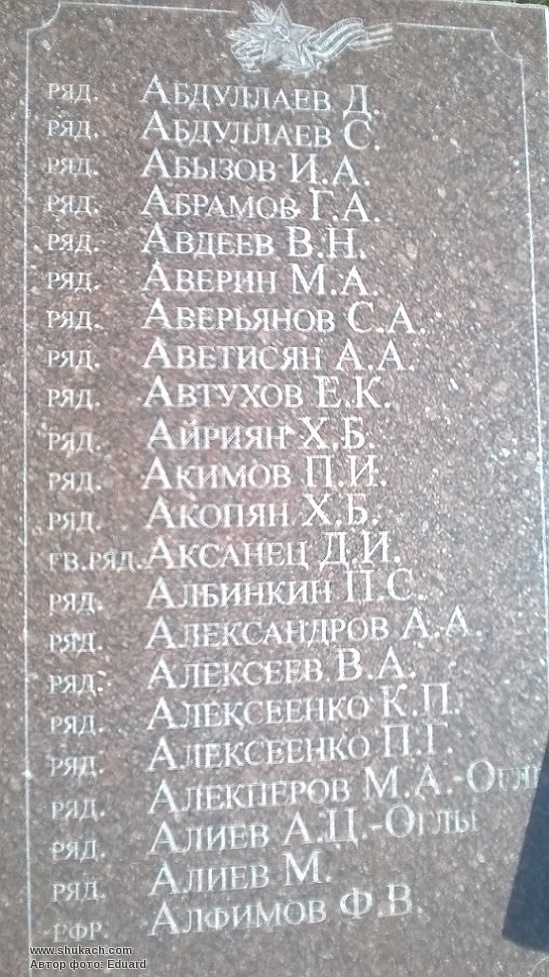 ряд. Абдуллаев Д.
ряд. Абдуллаев С.
ряд. Абызов И.А.
ряд. Абрамов Г.А.
ряд. Авдеев В.Н.
ряд. Аверин М.А.
ряд. Аверьянов С.А.
ряд. Аветисян А.А.
ряд. Автухов Е.К.
ряд. Айриян Х.Б.
ряд. Акимов П.И.
ряд. Акопян Х.Б.
гв.ряд. Аксанец Д.И.
ряд. Албинкин П.С.
ряд. Александров А.А.
ряд. Алексеев В.А.
ряд. Алексеенко К.П.
ряд. Алексеенко П.Г.
ряд. Алекперов М.А.-Оглы
ряд. Алиев А.Ц.-Оглы
ряд. Алиев М.
ефр. Алфимов Ф.В.
www.shukach.com
Автор фото: Eduard